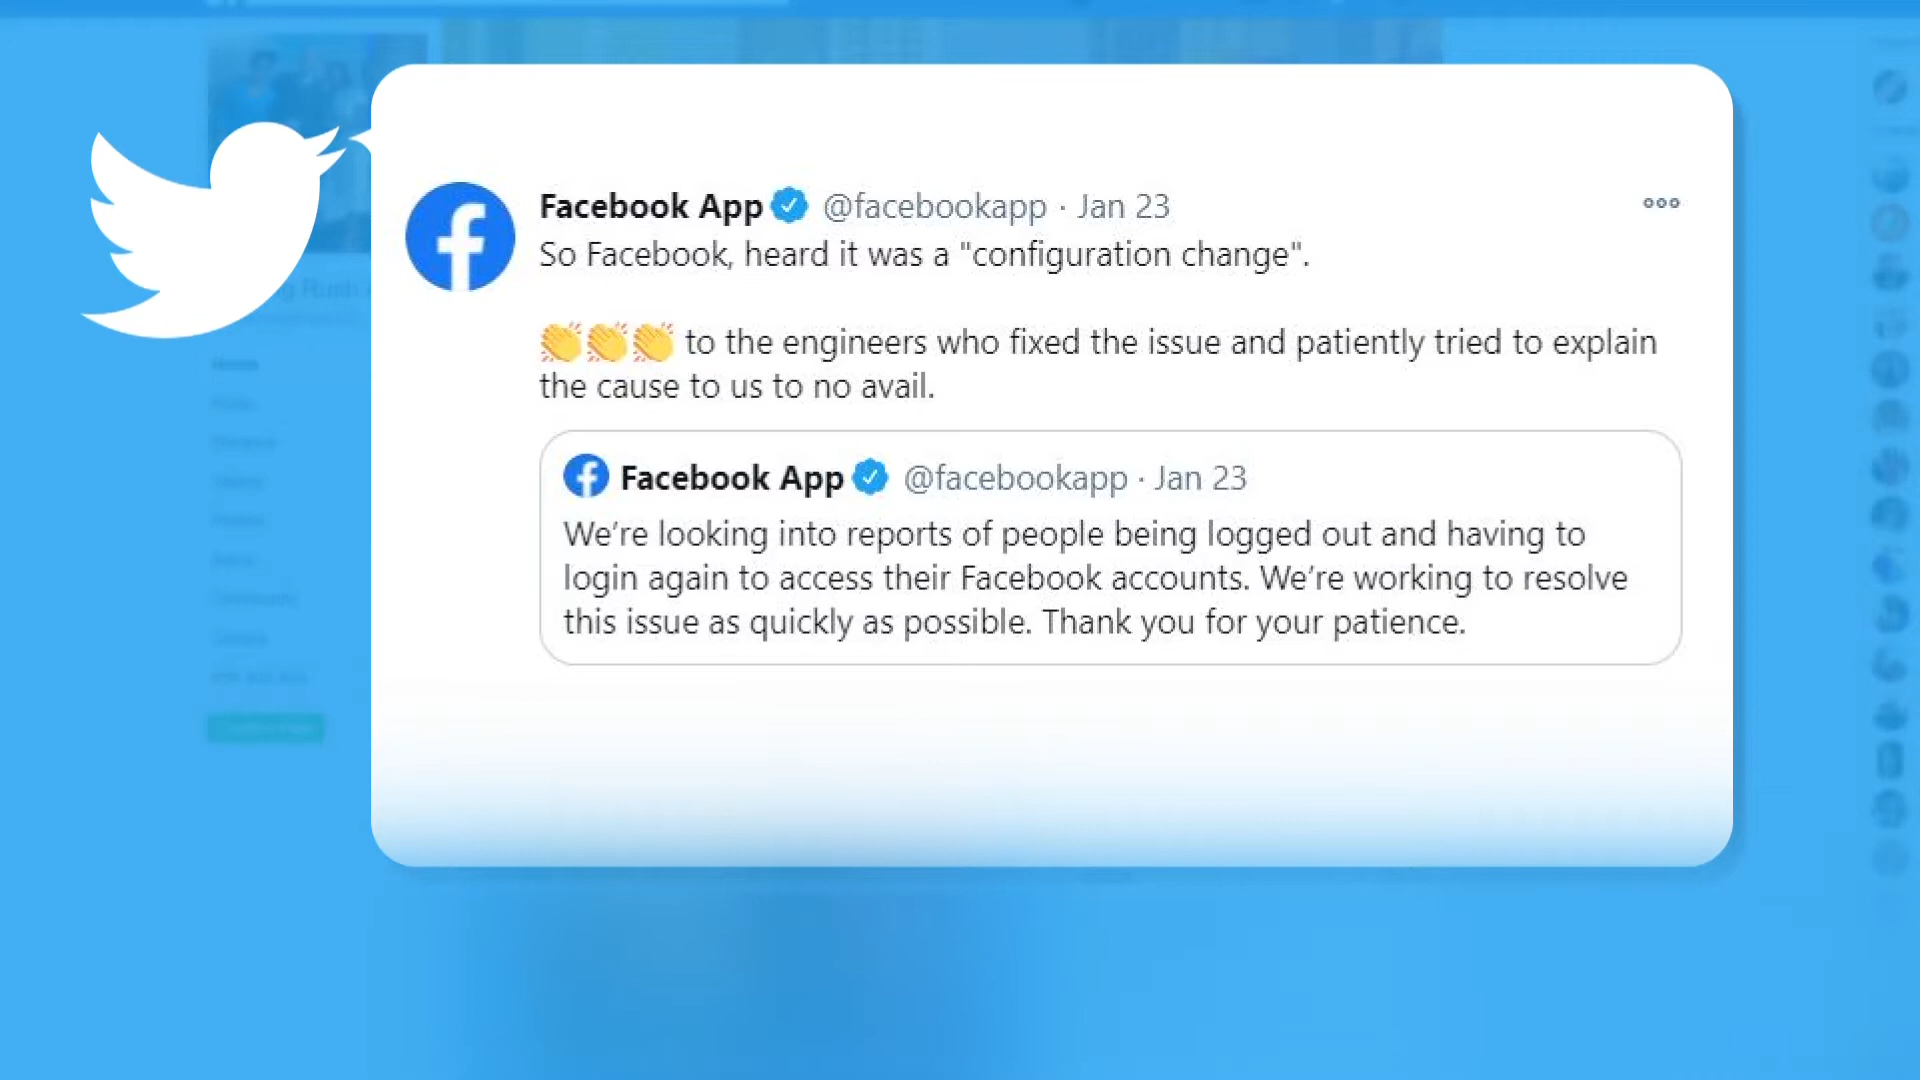 Facebook App @facebookapp · Jan 23
So Facebook, heard it was a "configuration change".
👏👏👏 to the engineers who fixed the issue and patiently tried to explain
the cause to us to no avail.
Facebook App @facebookapp · Jan 23
We’re looking into reports of people being logged out and having to
login again to access their Facebook accounts. We’re working to resolve
this issue as quickly as possible. Thank you for your patience.